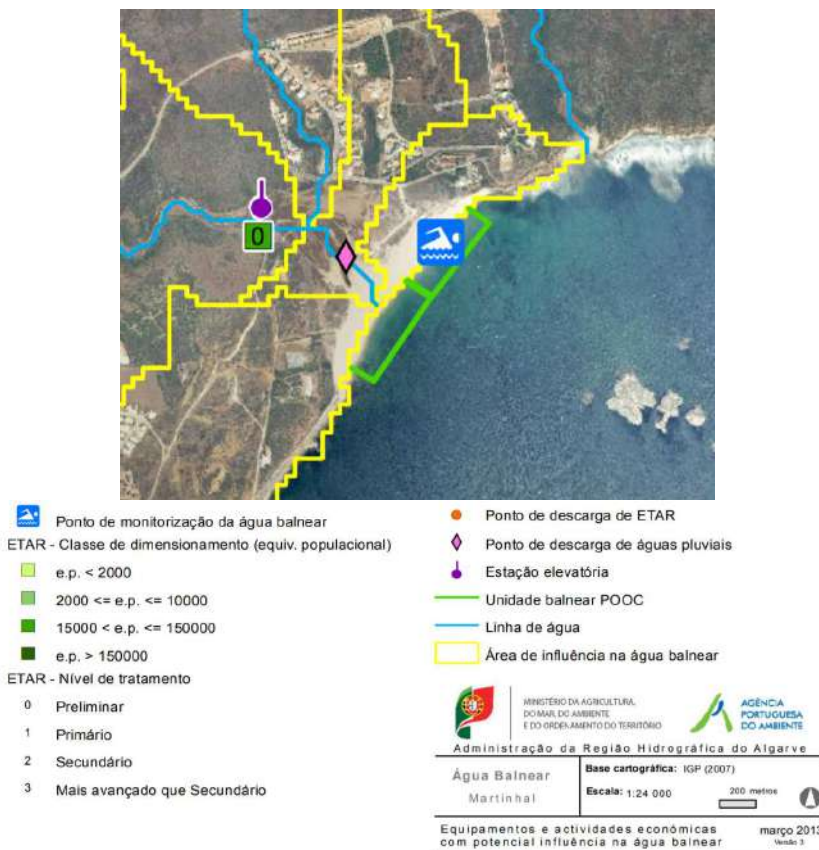 0
Ponto de monitorização da água balnear
ETAR - Classe de dimensionamento (equiv. populacional)
e.p. < 2000
2000 <= e.p. <= 10000
15000 < e.p. <= 150000
e.p. > 150000
ETAR - Nível de tratamento
0 Preliminar
1 Primário
2 Secundário
3 Mais avançado que Secundário
Ponto de descarga de ETAR
Ponto de descarga de águas pluviais
Estação elevatória
Unidade balnear POOC
Linha de água
Área de influência na água balnear
MINISTÉRIO DA AGRICULTURA,
DO MAR, DO AMBIENTE
E DO ORDENAMENTO DO TERRITÓRIO
AGÊNCIA
PORTUGUESA
DO AMBIENTE
Administração da Região Hidrográfica do Algarve
Água Balnear
Martinhal
Base cartográfica: IGP (2007)
Escala: 1:24 000
200 metros
Equipamentos e actividades económicas
com potencial influência na água balnear
março 2013
Versão 3